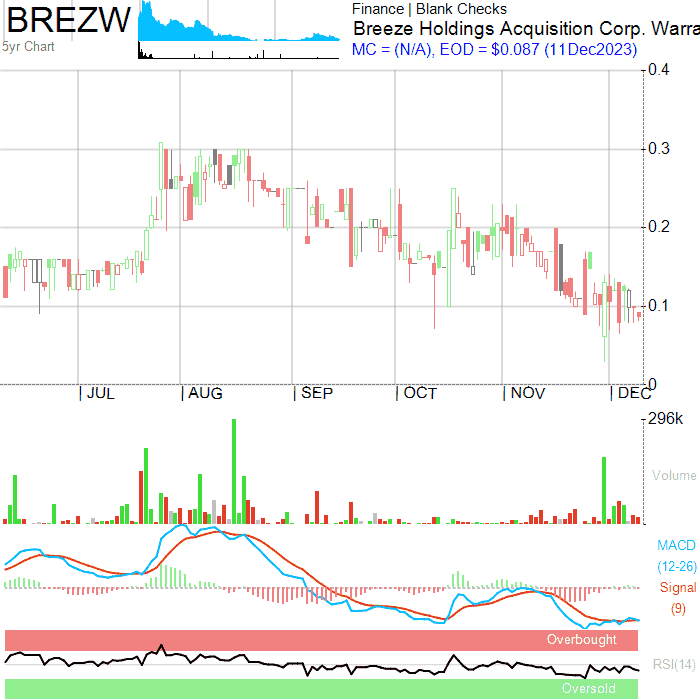 BREZW
5yr Chart
Finance | Blank Checks
Breeze Holdings Acquisition Corp. Warra
MC = (N/A), EOD = $0.087 (11Dec2023)
0.4
0.3
0.2
0.1
0
| JUL | AUG | SEP | OCT | NOV | DEC
296k
Volume
MACD
(12-26)
Signal
(9)
Overbought
RSI(14)
Oversold